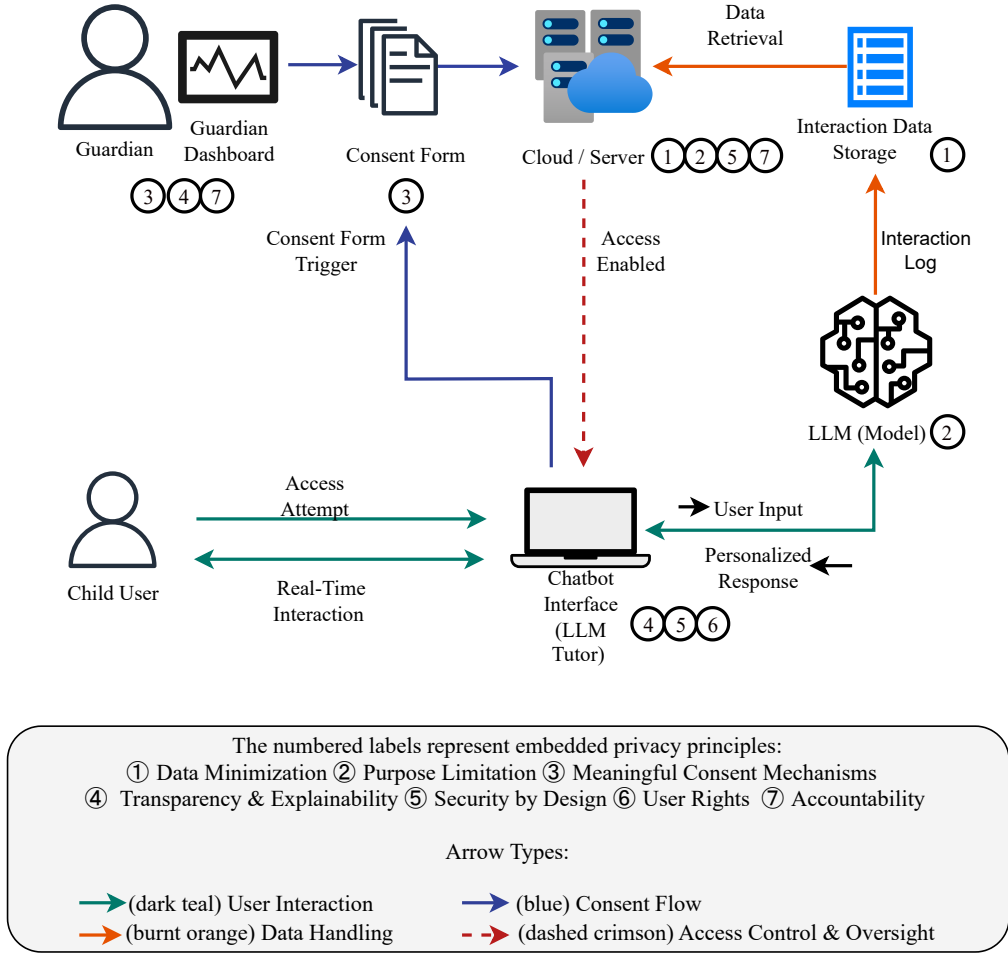 Data
Retrieval
Guardian
Guardian
Dashboard
③ ④ ⑦
Consent Form
③
Cloud / Server ① ② ⑤ ⑦
Interaction Data
Storage ①
Consent Form
Trigger
Access
Enabled
Interaction
Log
LLM (Model) ②
Access
Attempt
User Input
Child User
Real-Time
Interaction
Chatbot
Interface
(LLM
Tutor)
④ ⑤ ⑥
Personalized
Response
The numbered labels represent embedded privacy principles:
① Data Minimization ② Purpose Limitation ③ Meaningful Consent Mechanisms
④ Transparency & Explainability ⑤ Security by Design ⑥ User Rights ⑦ Accountability
Arrow Types:
(dark teal) User Interaction
(blue) Consent Flow
(burnt orange) Data Handling
(dashed crimson) Access Control & Oversight